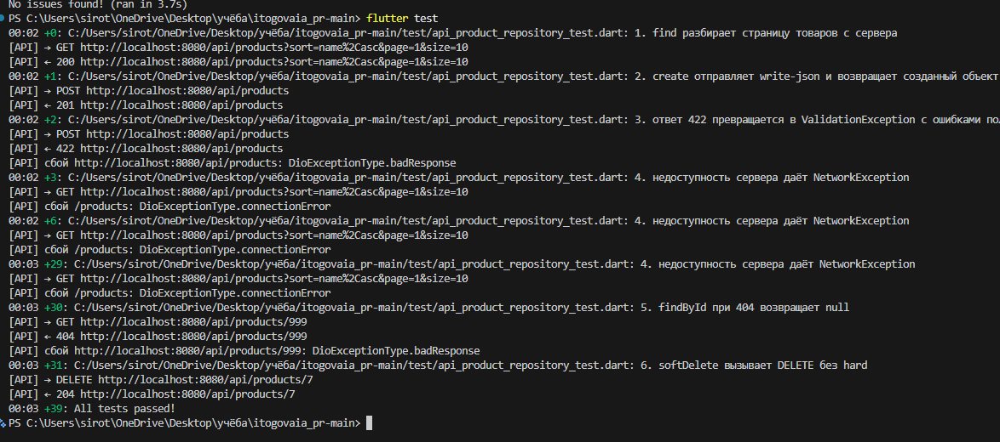 No issues found! (ran in 3.7s)
PS C:\Users\sirot\OneDrive\Desktop\учёба\itogovaia_pr-main> flutter test
00:02 +0: C:/Users/sirot/OneDrive/Desktop/учёба/itogovaia_pr-main/test/api_product_repository_test.dart: 1. find разбирает страницу товаров с сервера
[API] → GET http://localhost:8080/api/products?sort=name%2Casc&page=1&size=10
[API] ← 200 http://localhost:8080/api/products?sort=name%2Casc&page=1&size=10
00:02 +1: C:/Users/sirot/OneDrive/Desktop/учёба/itogovaia_pr-main/test/api_product_repository_test.dart: 2. create отправляет write-json и возвращает созданный объект
[API] → POST http://localhost:8080/api/products
[API] ← 201 http://localhost:8080/api/products
00:02 +2: C:/Users/sirot/OneDrive/Desktop/учёба/itogovaia_pr-main/test/api_product_repository_test.dart: 3. ответ 422 превращается в ValidationException с ошибками по
[API] → POST http://localhost:8080/api/products
[API] ← 422 http://localhost:8080/api/products
[API] сбой http://localhost:8080/api/products: DioExceptionType.badResponse
00:02 +3: C:/Users/sirot/OneDrive/Desktop/учёба/itogovaia_pr-main/test/api_product_repository_test.dart: 4. недоступность сервера даёт NetworkException
[API] → GET http://localhost:8080/api/products?sort=name%2Casc&page=1&size=10
[API] сбой /products: DioExceptionType.connectionError
00:02 +6: C:/Users/sirot/OneDrive/Desktop/учёба/itogovaia_pr-main/test/api_product_repository_test.dart: 4. недоступность сервера даёт NetworkException
[API] → GET http://localhost:8080/api/products?sort=name%2Casc&page=1&size=10
[API] сбой /products: DioExceptionType.connectionError
00:03 +29: C:/Users/sirot/OneDrive/Desktop/учёба/itogovaia_pr-main/test/api_product_repository_test.dart: 4. недоступность сервера даёт NetworkException
[API] → GET http://localhost:8080/api/products?sort=name%2Casc&page=1&size=10
[API] сбой /products: DioExceptionType.connectionError
00:03 +30: C:/Users/sirot/OneDrive/Desktop/учёба/itogovaia_pr-main/test/api_product_repository_test.dart: 5. findById при 404 возвращает null
[API] → GET http://localhost:8080/api/products/999
[API] ← 404 http://localhost:8080/api/products/999
[API] сбой http://localhost:8080/api/products/999: DioExceptionType.badResponse
00:03 +31: C:/Users/sirot/OneDrive/Desktop/учёба/itogovaia_pr-main/test/api_product_repository_test.dart: 6. softDelete вызывает DELETE без hard
[API] → DELETE http://localhost:8080/api/products/7
[API] ← 204 http://localhost:8080/api/products/7
00:03 +39: All tests passed!
PS C:\Users\sirot\OneDrive\Desktop\учёба\itogovaia_pr-main>